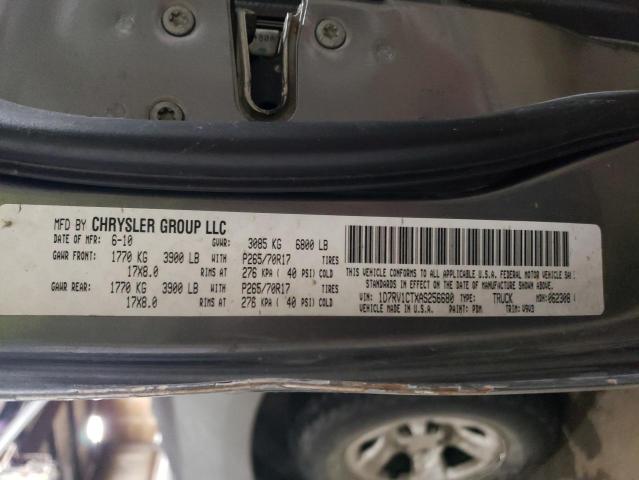 MFD BY CHRYSLER GROUP LLC
DATE OF MFR: 6-10 GVWR: 3085 KG 6800 LB
GAWR FRONT: 1770 KG 3900 LB WITH P265/70R17 TIRES
17X8.0 RIMS AT 276 KPA ( 40 PSI) COLD
GAWR REAR: 1770 KG 3900 LB WITH P265/70R17 TIRES
17X8.0 RIMS AT 276 KPA ( 40 PSI) COLD
THIS VEHICLE CONFORMS TO ALL APPLICABLE U.S.A. FEDERAL MOTOR VEHICLE
STANDARDS IN EFFECT ON THE DATE OF MANUFACTURE SHOWN ABOVE.
VIN: 1D7RV1CTXAS256680 TYPE: TRUCK MDH: 062308
VEHICLE MADE IN U.S.A. PAINT: PDM TRIM: V9V3